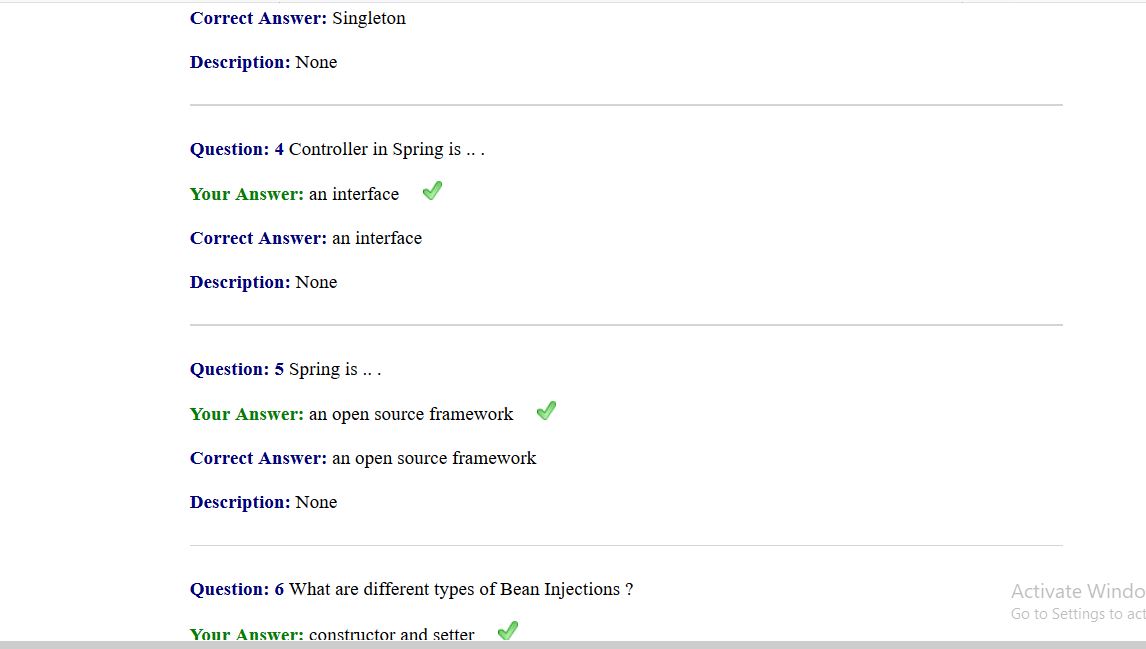 Correct Answer: Singleton
Description: None
Question: 4 Controller in Spring is .. .
Your Answer: an interface
Correct Answer: an interface
Description: None
Question: 5 Spring is .. .
Your Answer: an open source framework
Correct Answer: an open source framework
Description: None
Question: 6 What are different types of Bean Injections ?
Activate Windo
Go to Settings to act
Your Answer: constructor and setter